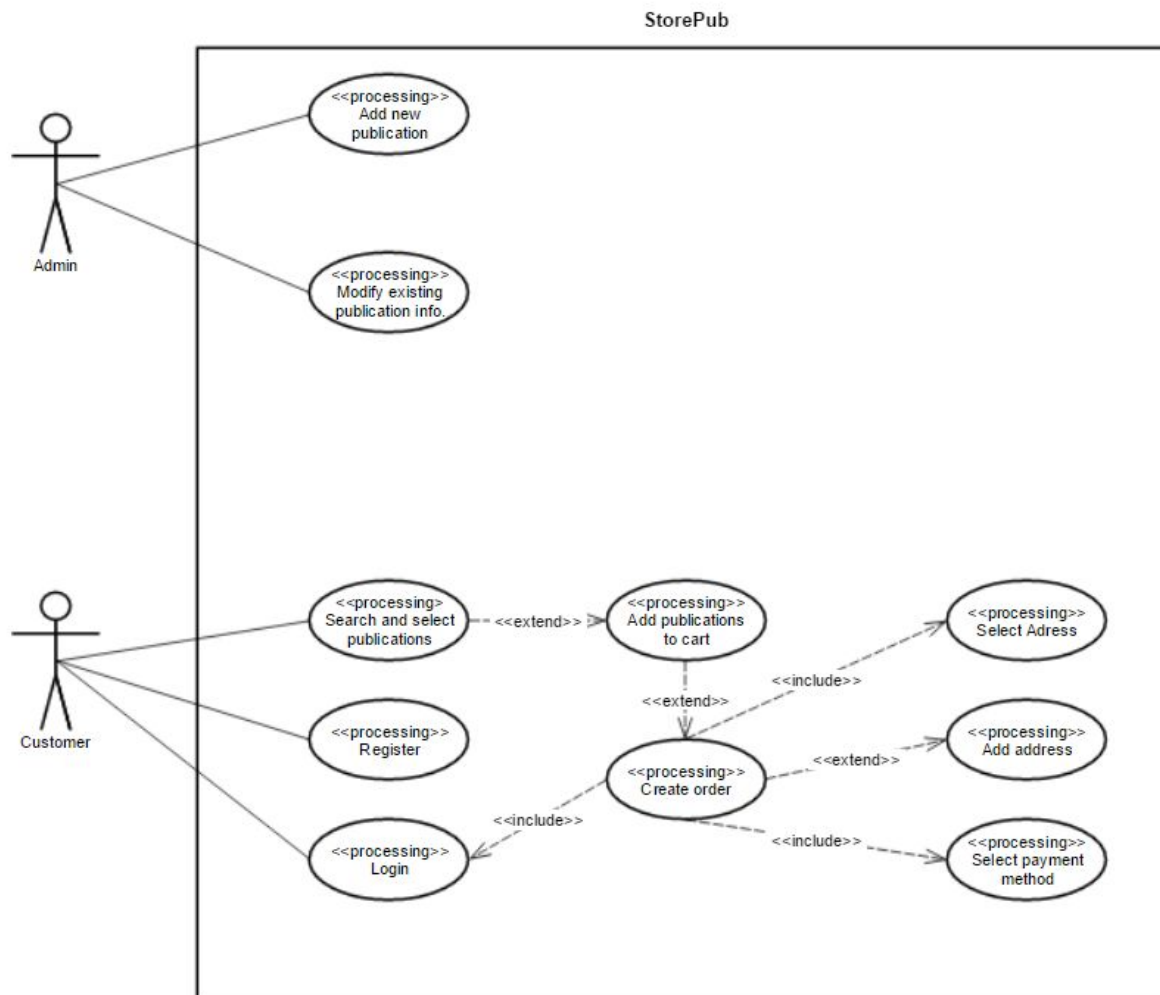 StorePub
<<processing>>
Add new
publication
Admin
<<processing>>
Modify existing
publication info.
<<processing>
Search and select
publications
<<extend>>
<<processing>>
Add publications
to cart
<<processing>>
Select Adress
<<include>>
<<extend>>
Customer
<<processing>>
Register
<<processing>>
Add address
<<extend>>
<<processing>>
Create order
<<include>>
<<include>>
<<processing>>
Login
<<processing>>
Select payment
method